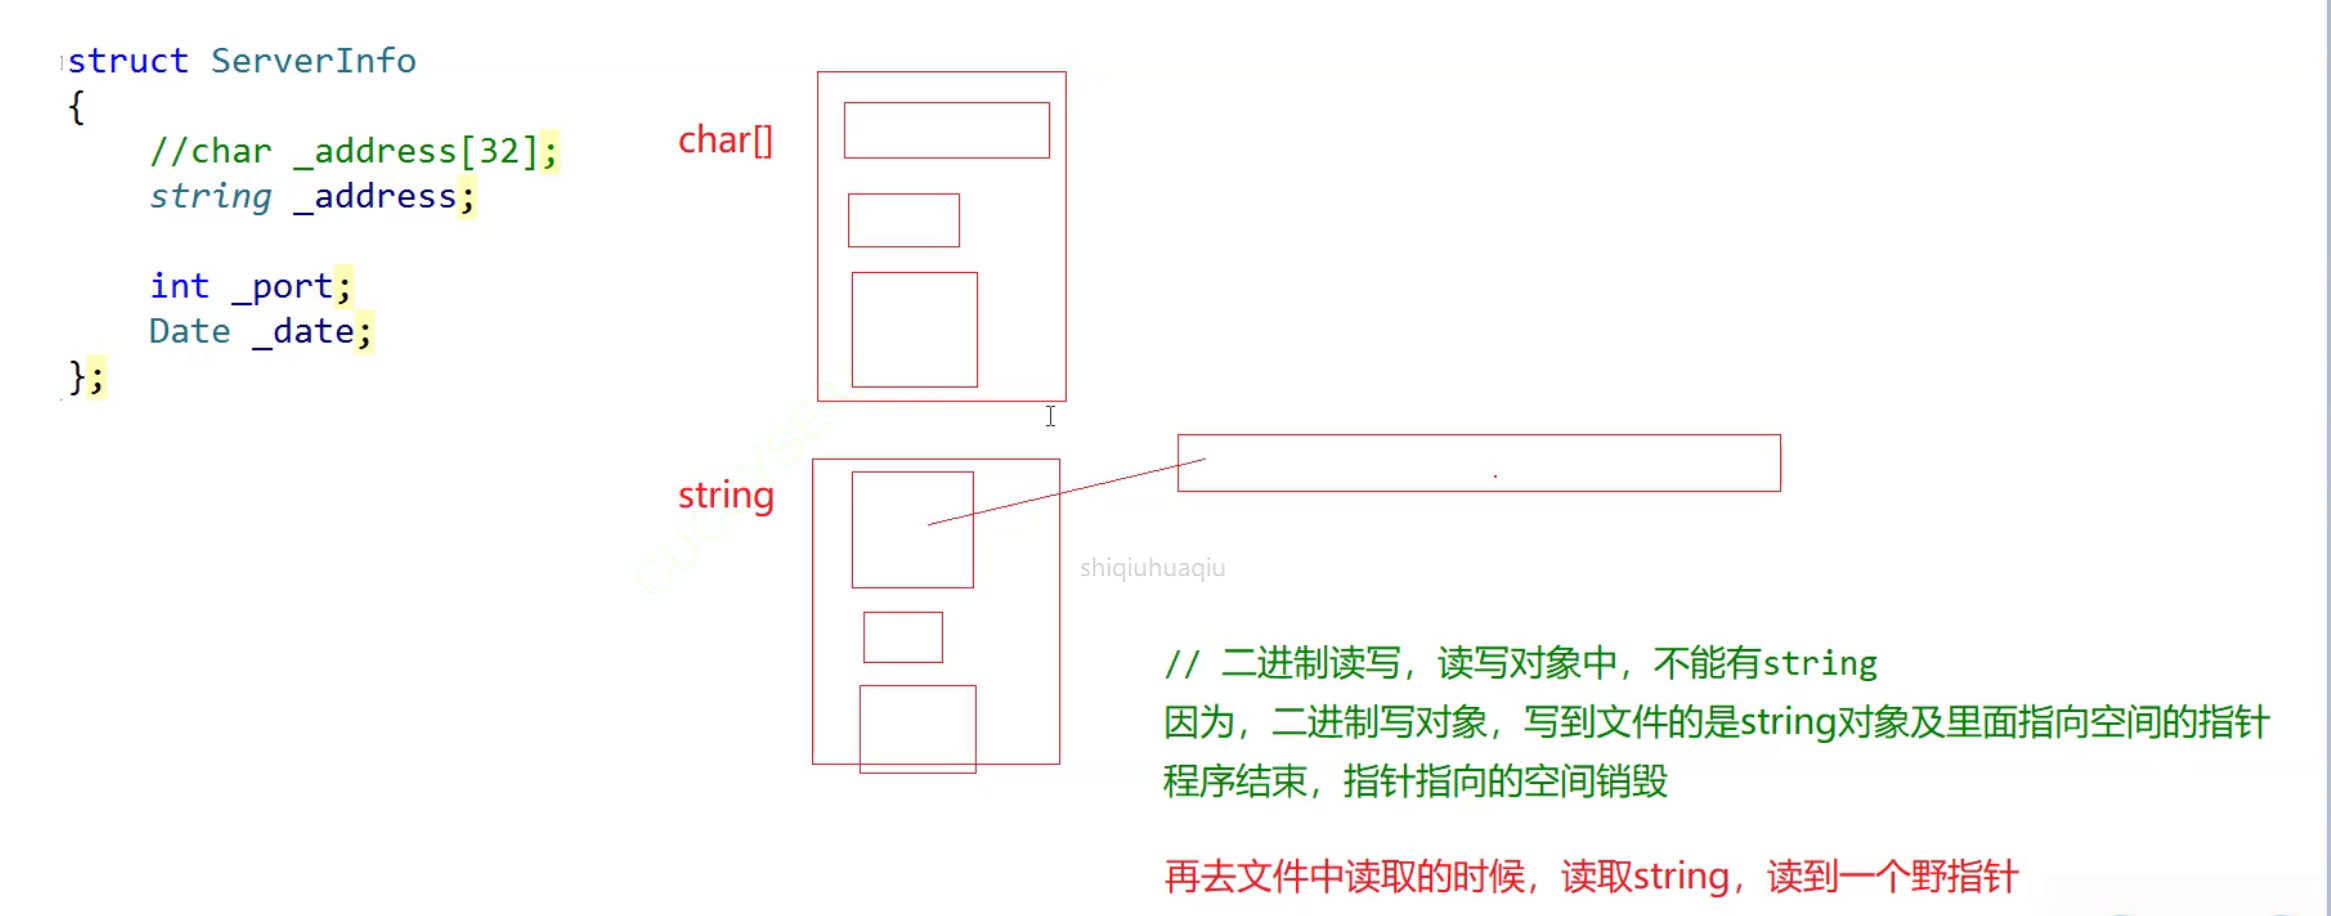 struct ServerInfo
{
//char _address[32];
string _address;
int _port;
Date _date;
};
char[]
string
shiqiuhuaqiu
// 二进制读写，读写对象中，不能有string
因为，二进制写对象，写到文件的是string对象及里面指向空间的指针
程序结束，指针指向的空间销毁
再去文件中读取的时候，读取string，读到一个野指针